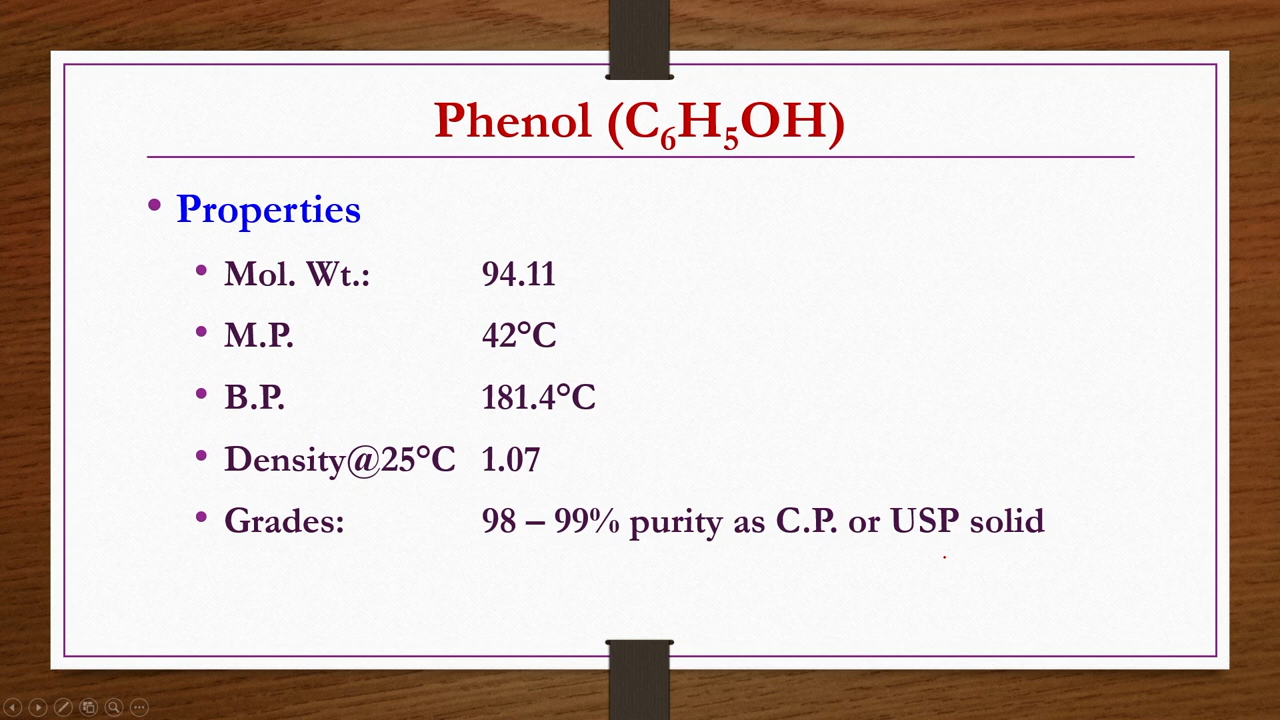 Phenol (C₆H₅OH)
• Properties
• Mol. Wt.: 94.11
• M.P. 42°C
• B.P. 181.4°C
• Density@25°C 1.07
• Grades: 98 – 99% purity as C.P. or USP solid